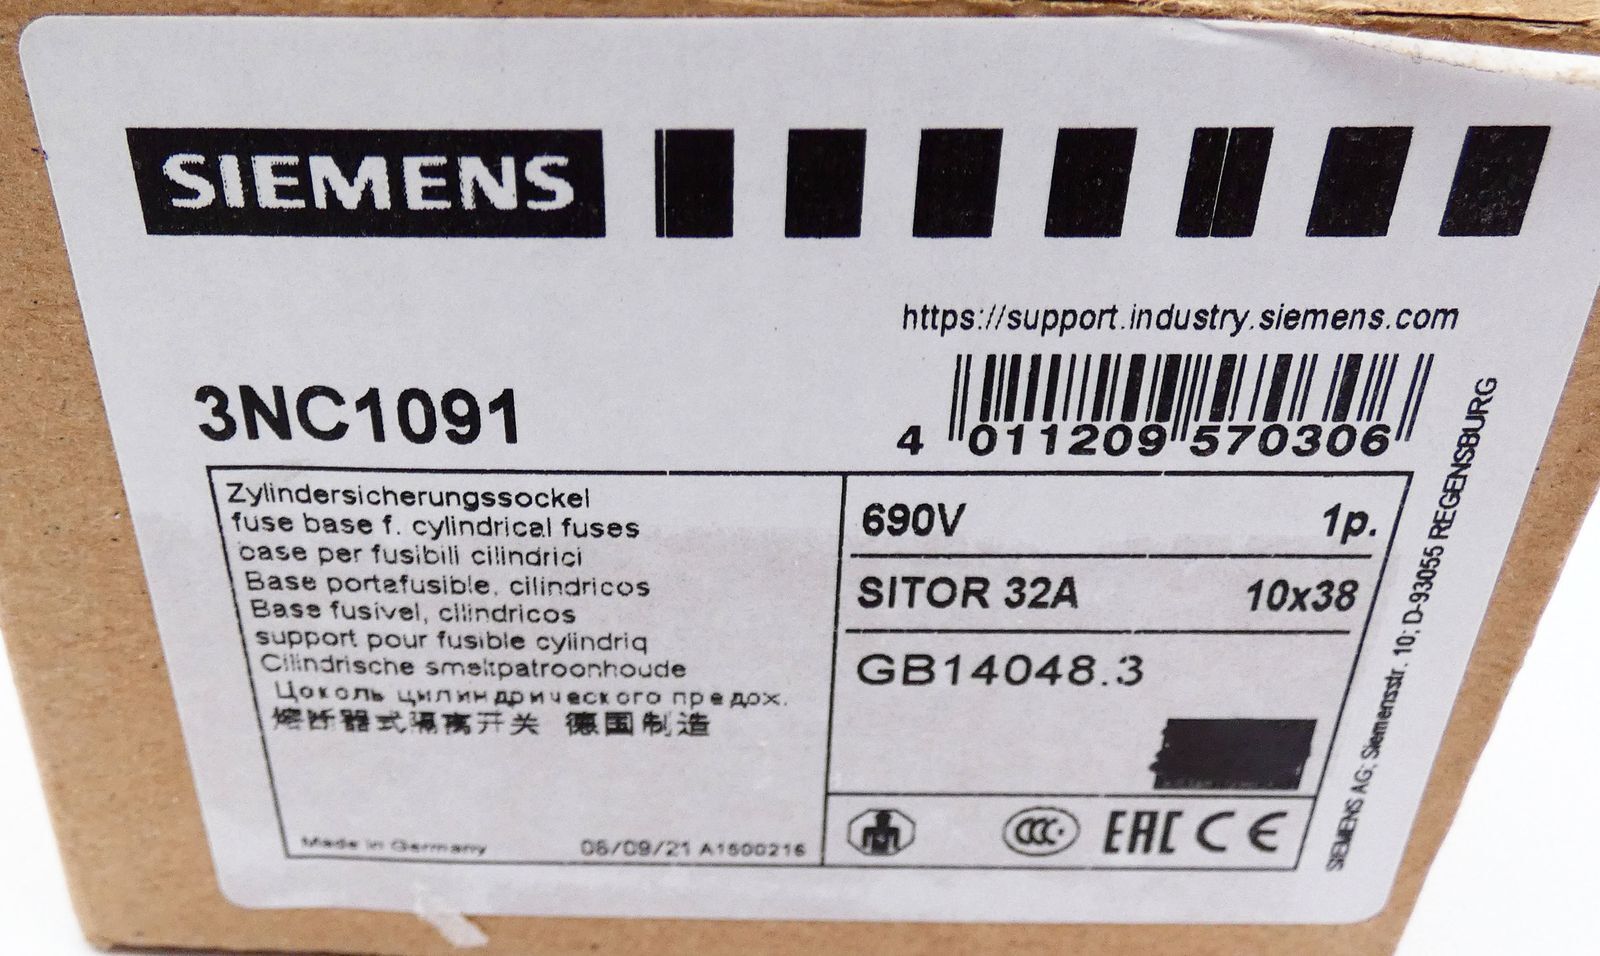 SIEMENS
https://support.industry.siemens.com
3NC1091
4 011209 570306
Zylindersicherungssockel
fuse base f. cylindrical fuses
base per fusibili cilindrici
Base portafusible, cilindricos
Base fusivel, cilindricos
support pour fusible cylindriq
Cilindrische smeltpatroonhoude
Цоколь цилиндрического предох.
熔断器式隔离开关 德国制造
Made in Germany
06/09/21 A1500216
690V 1p.
SITOR 32A 10x38
GB14048.3
CCC EAC CE
SIEMENS AG; Siemensstr. 10; D-93055 REGENSBURG